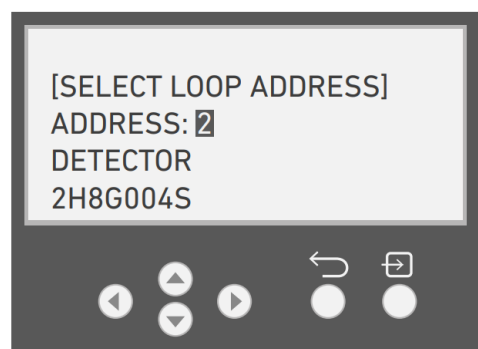 [SELECT LOOP ADDRESS]
ADDRESS: 2
DETECTOR
2H8G004S